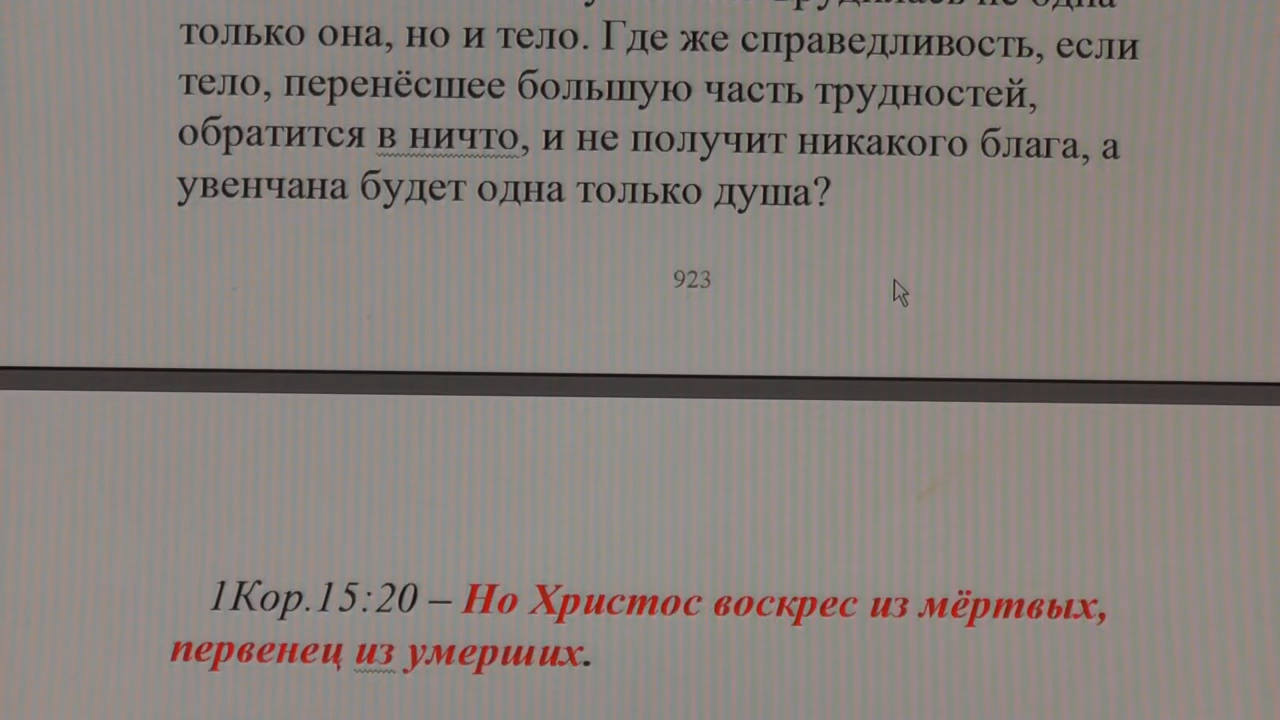 только она, но и тело. Где же справедливость, если
тело, перенёсшее большую часть трудностей,
обратится в ничто, и не получит никакого блага, а
увенчана будет одна только душа?
923
1Кор.15:20 – Но Христос воскрес из мёртвых,
первенец из умерших.